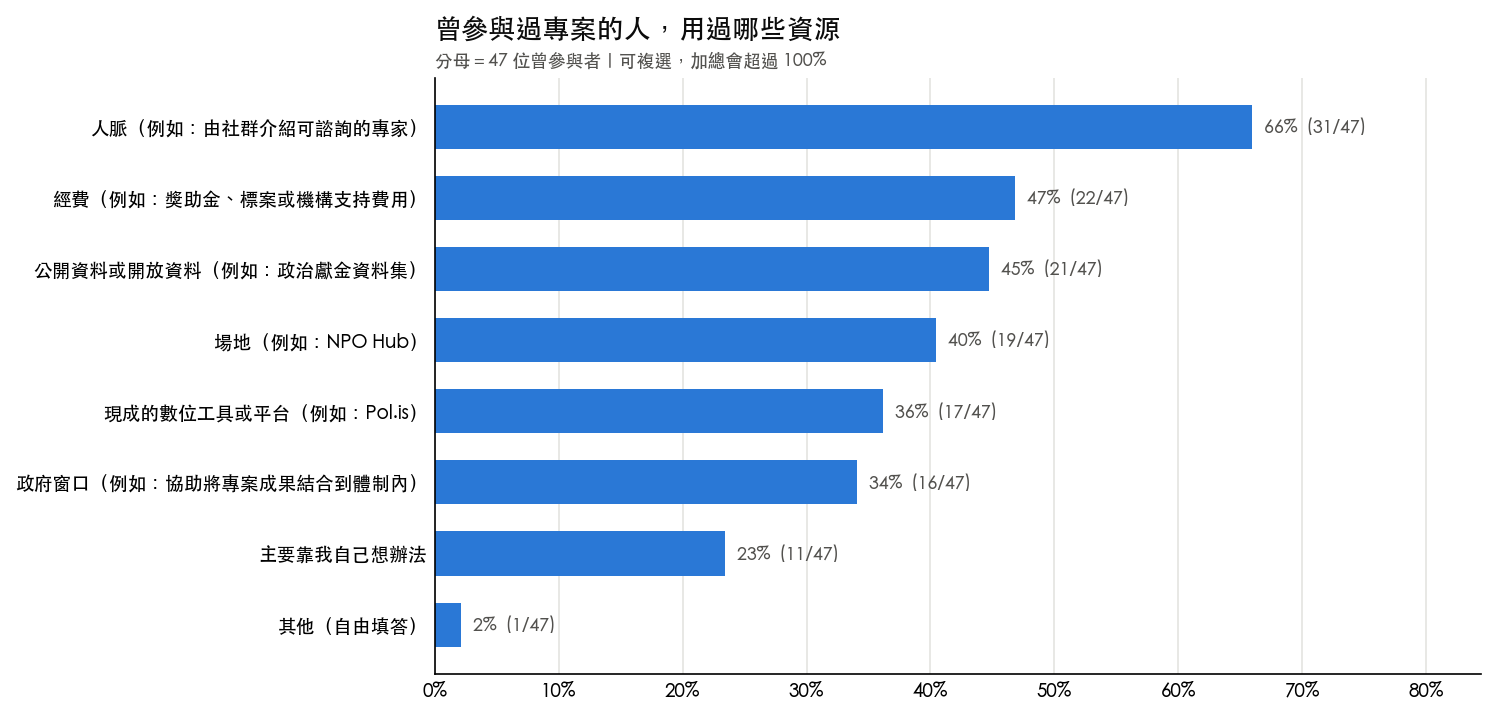 曾參與過專案的人，用過哪些資源
分母＝47 位曾參與者｜可複選，加總會超過 100%
人脈（例如：由社群介紹可諮詢的專家） 66% (31/47)
經費（例如：獎助金、標案或機構支持費用） 47% (22/47)
公開資料或開放資料（例如：政治獻金資料集） 45% (21/47)
場地（例如：NPO Hub） 40% (19/47)
現成的數位工具或平台（例如：Pol.is） 36% (17/47)
政府窗口（例如：協助將專案成果結合到體制內） 34% (16/47)
主要靠我自己想辦法 23% (11/47)
其他（自由填答） 2% (1/47)
0% 10% 20% 30% 40% 50% 60% 70% 80%